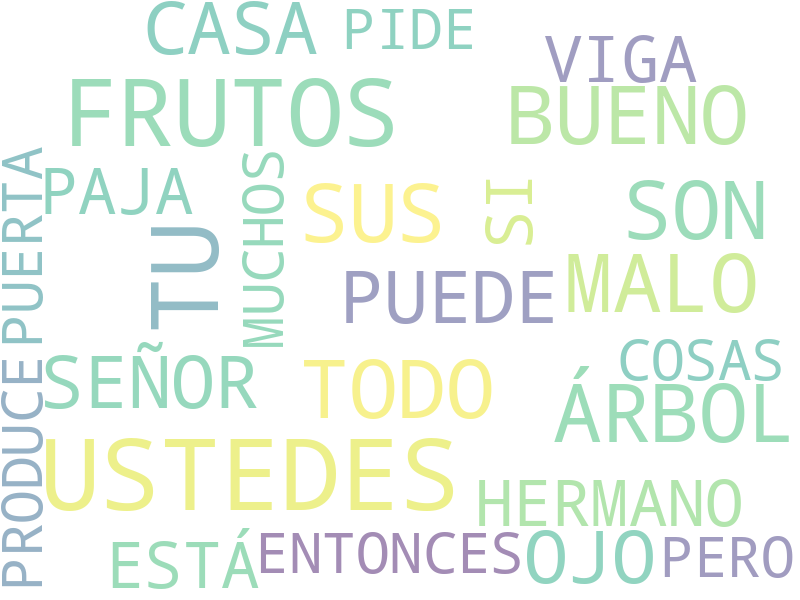 CASA
PIDE
VIGA
FRUTOS
BUENO
PUERTA
PAJA
MUCHOS
SUS
SI
SON
TU
PUEDE
MALO
SEÑOR
TODO
COSAS
ÁRBOL
PRODUCE
USTEDES
HERMANO
ESTÁ
ENTONCES
OJO
PERO